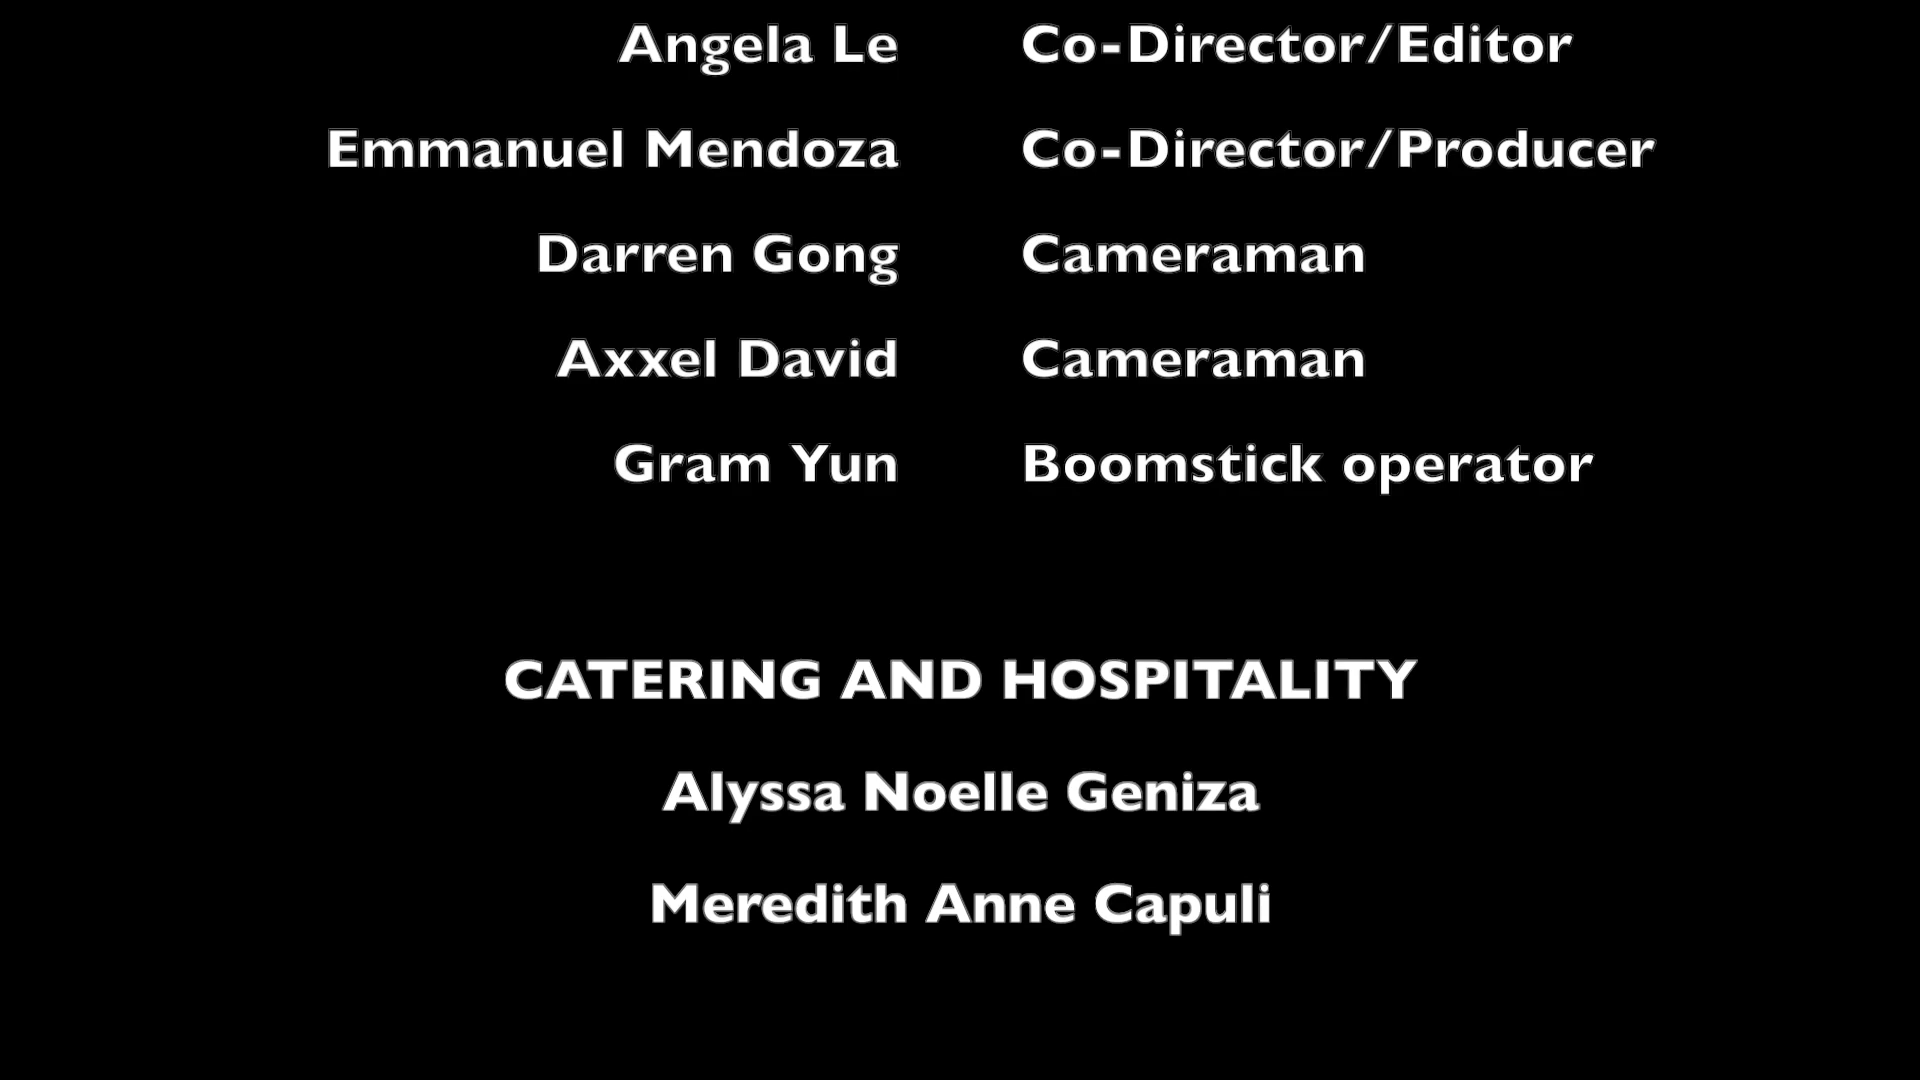 Angela Le Co-Director/Editor
Emmanuel Mendoza Co-Director/Producer
Darren Gong Cameraman
Axxel David Cameraman
Gram Yun Boomstick operator
CATERING AND HOSPITALITY
Alyssa Noelle Geniza
Meredith Anne Capuli